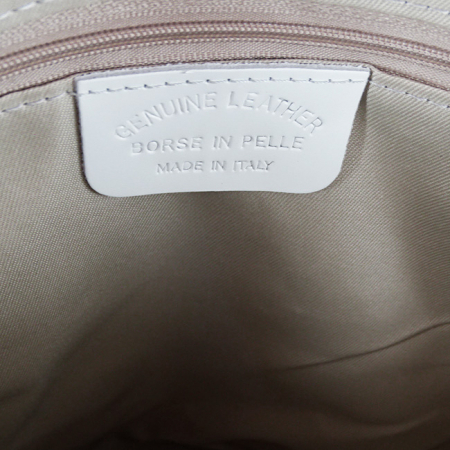 GENUINE LEATHER
BORSE IN PELLE
MADE IN ITALY